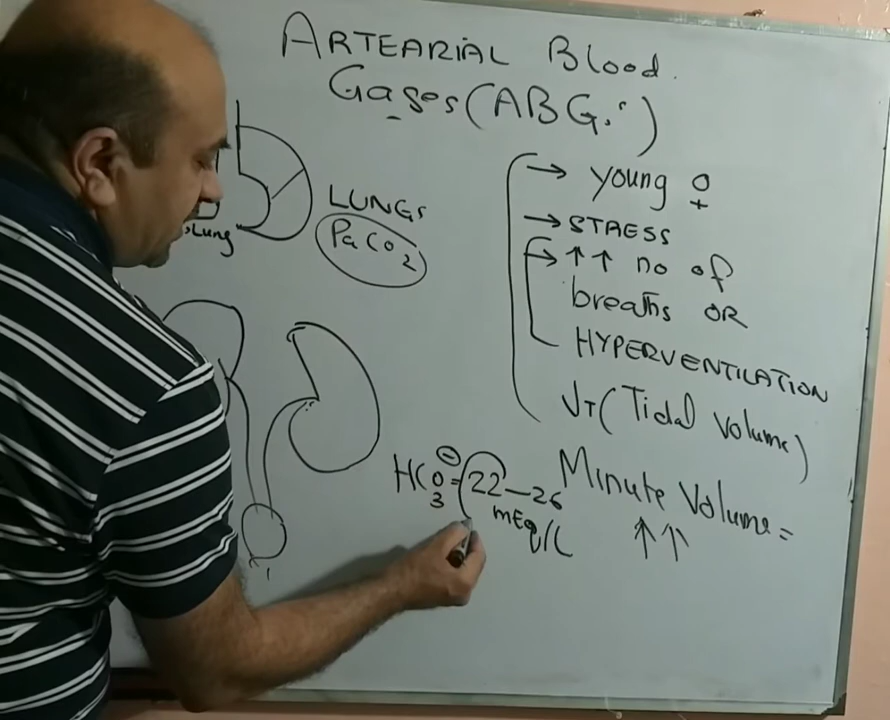 ARTEARIAL Blood.
Gases (ABG's)
Lung
LUNGs
PaCO2
→ young ♀
→ STRESS
→ ↑↑ no of
breaths OR
HYPERVENTILATION
VT (Tidal volume)
HCO3⊖ = 22 — 26
mEq/L
Minute Volume =
↑↑